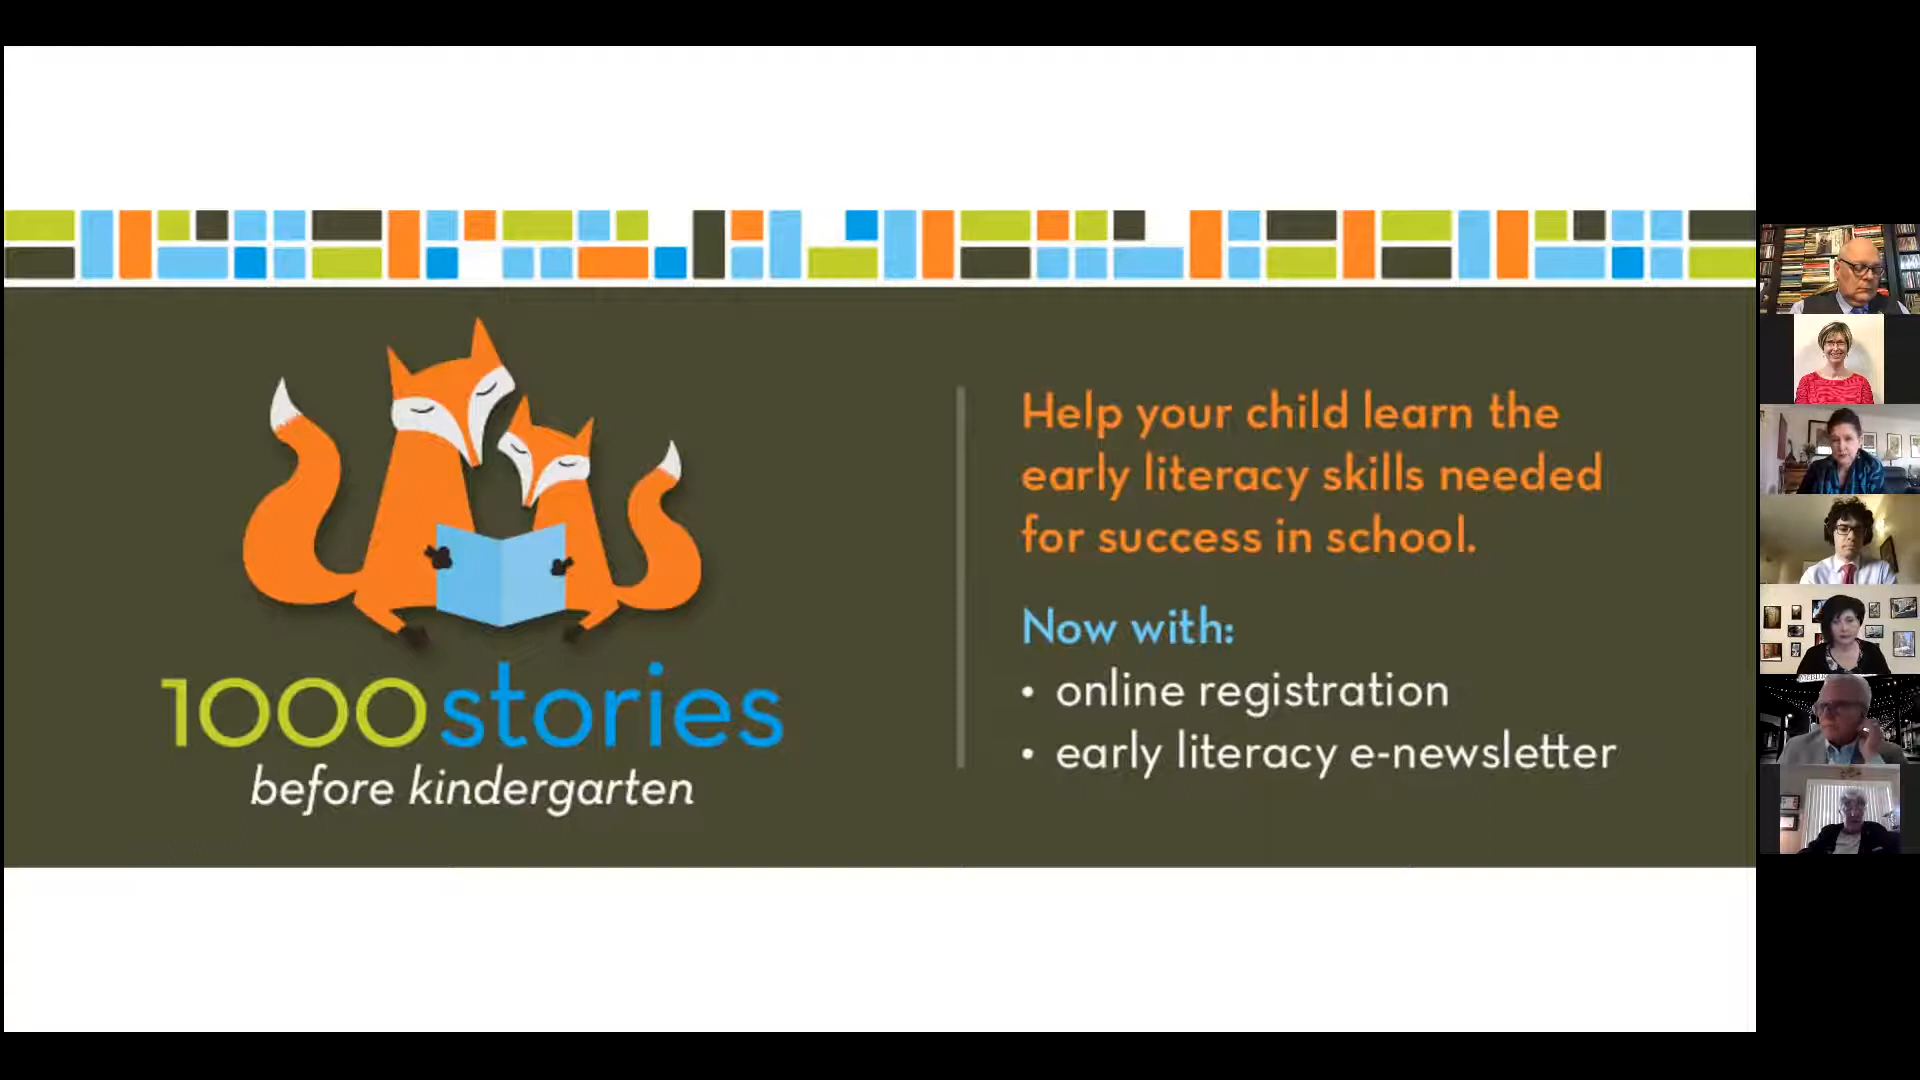 Help your child learn the
early literacy skills needed
for success in school.
Now with:
• online registration
• early literacy e-newsletter
1000 stories
before kindergarten